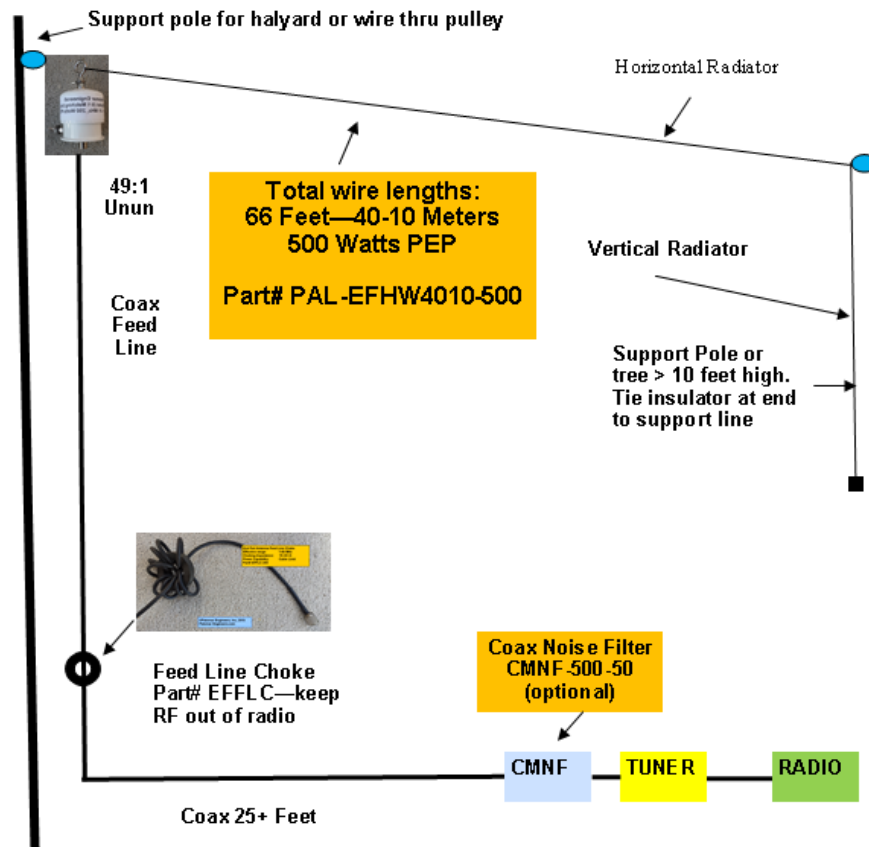 Support pole for halyard or wire thru pulley
Horizontal Radiator
49:1
Unun
Total wire lengths:
66 Feet—40-10 Meters
500 Watts PEP
Part# PAL-EFHW4010-500
Vertical Radiator
Coax
Feed
Line
Support Pole or
tree > 10 feet high.
Tie insulator at end
to support line
Feed Line Choke
Part# EFFLC—keep
RF out of radio
Coax Noise Filter
CMNF-500-50
(optional)
CMNF
TUNER
RADIO
Coax 25+ Feet